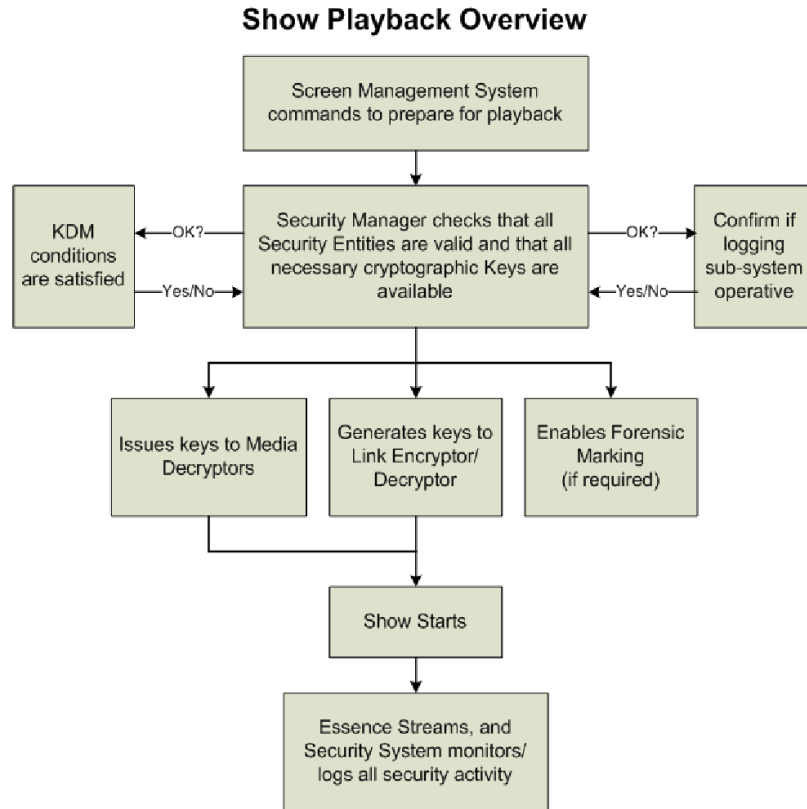 Show Playback Overview
Screen Management System
commands to prepare for playback
KDM
conditions
are satisfied
OK?
Yes/No
Security Manager checks that all
Security Entities are valid and that all
necessary cryptographic Keys are
available
OK?
Yes/No
Confirm if
logging
sub-system
operative
Issues keys to Media
Decryptors
Generates keys to
Link Encryptor/
Decryptor
Enables Forensic
Marking
(if required)
Show Starts
Essence Streams, and
Security System monitors/
logs all security activity